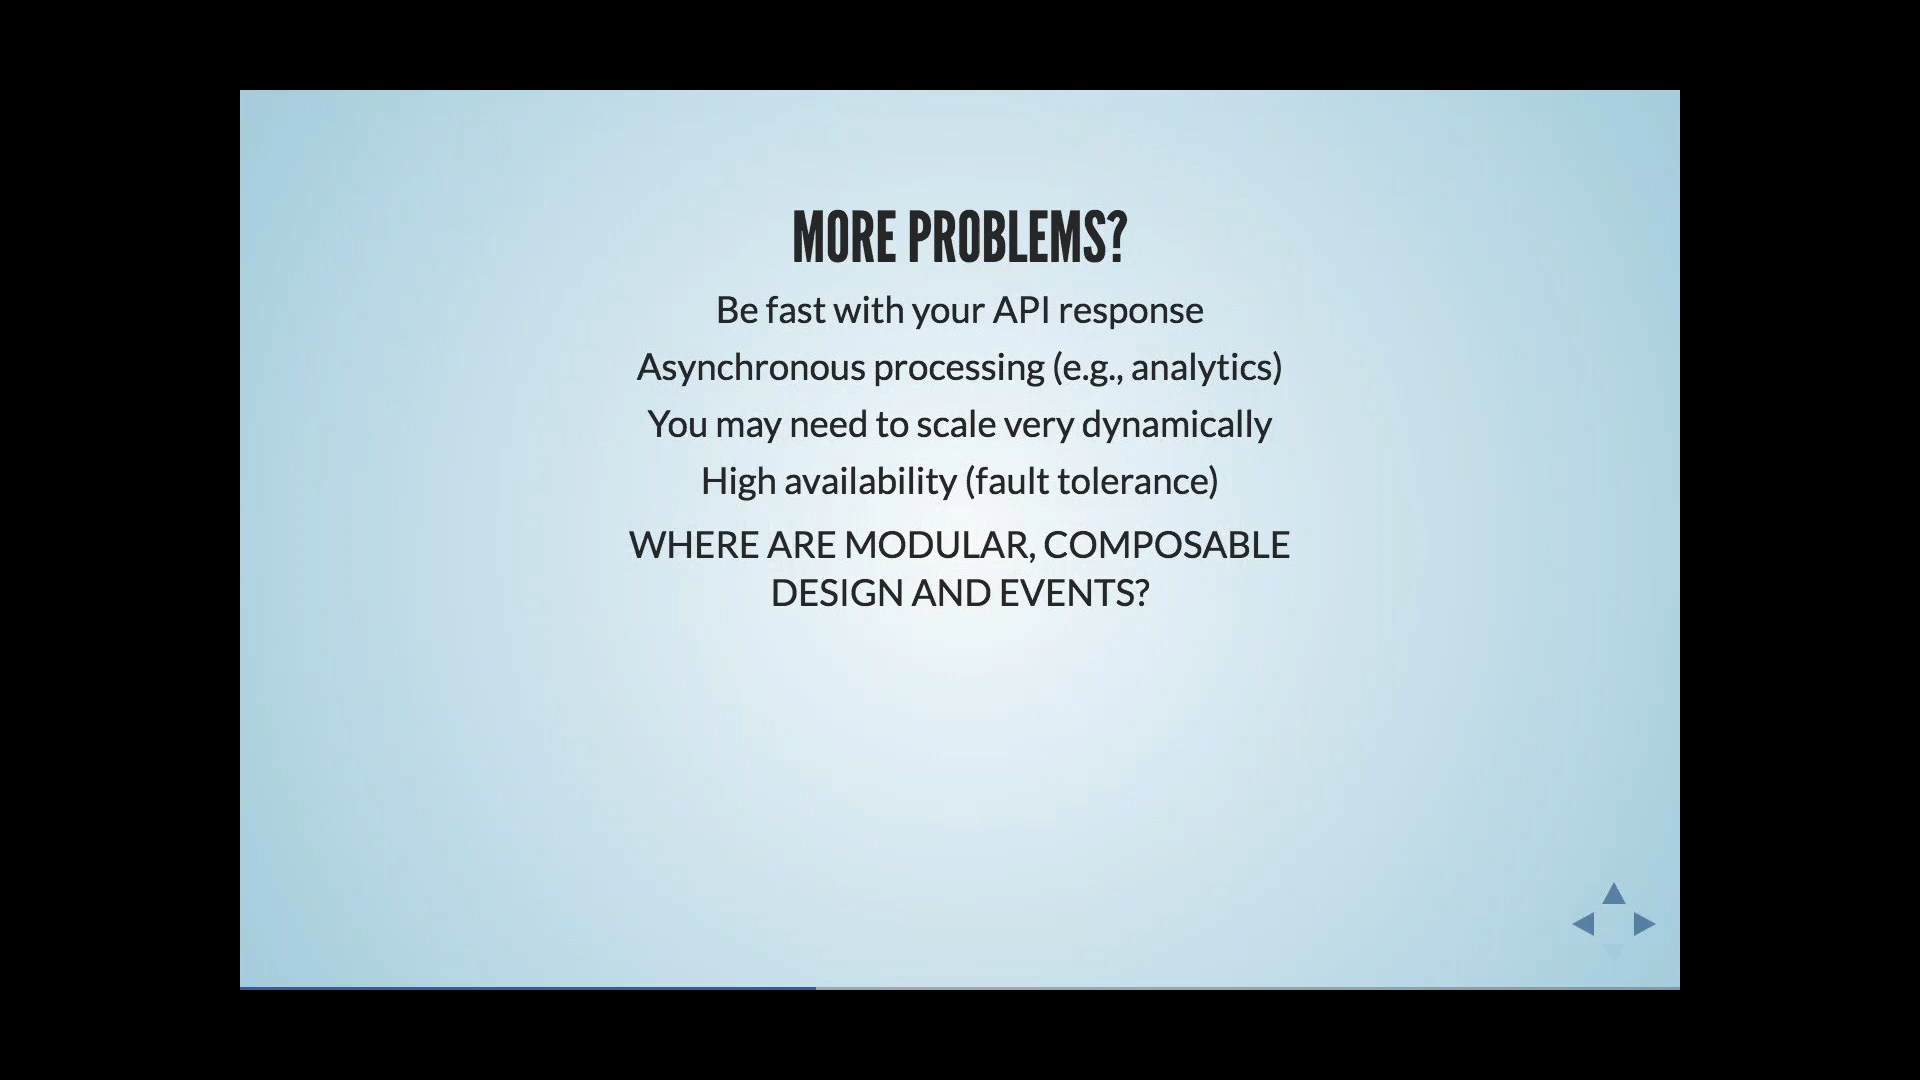 MORE PROBLEMS?
Be fast with your API response
Asynchronous processing (e.g., analytics)
You may need to scale very dynamically
High availability (fault tolerance)
WHERE ARE MODULAR, COMPOSABLE
DESIGN AND EVENTS?